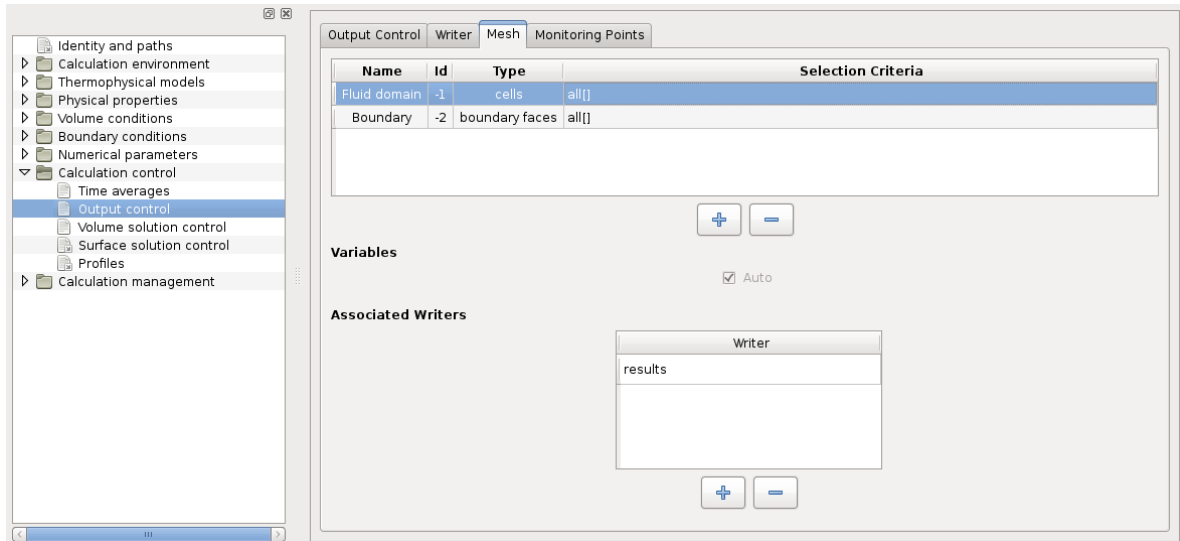 Identity and paths
Calculation environment
Thermophysical models
Physical properties
Volume conditions
Boundary conditions
Numerical parameters
Calculation control
Time averages
Output control
Volume solution control
Surface solution control
Profiles
Calculation management
Output Control Writer Mesh Monitoring Points
Name Id Type Selection Criteria
Fluid domain -1 cells all[]
Boundary -2 boundary faces all[]
Variables
Auto
Associated Writers
Writer
results